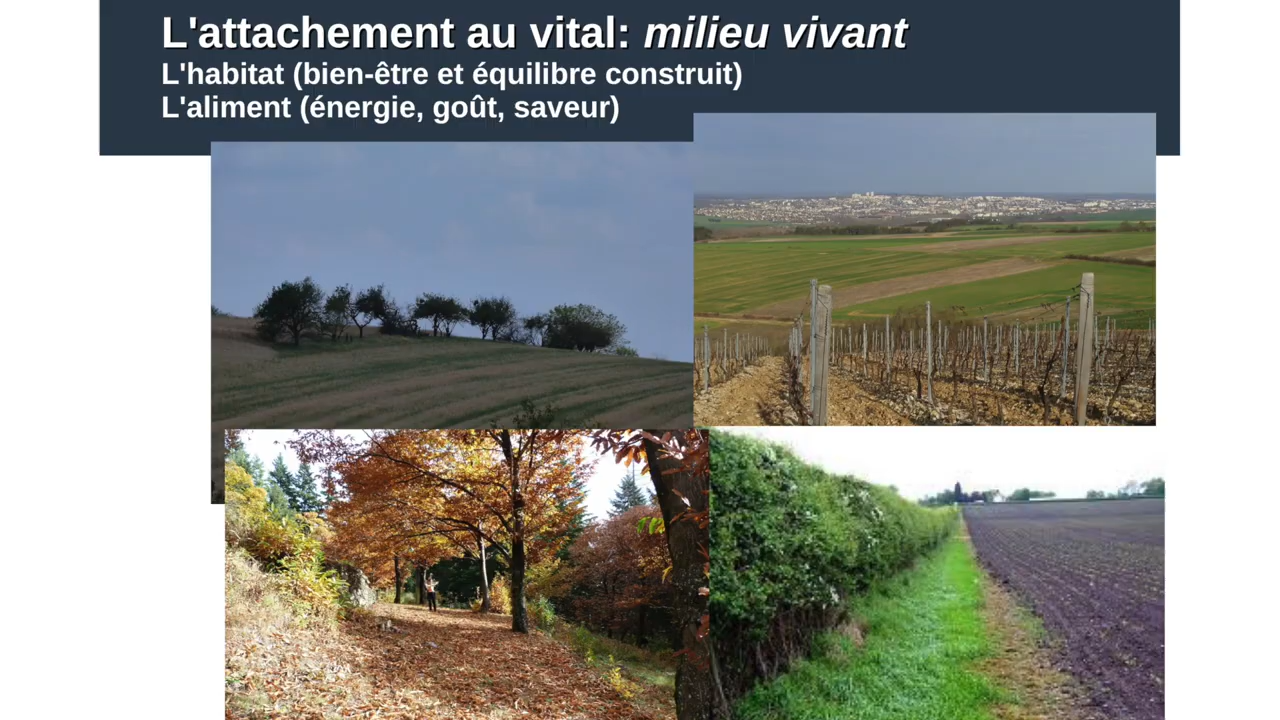 L'attachement au vital: milieu vivant
L'habitat (bien-être et équilibre construit)
L'aliment (énergie, goût, saveur)